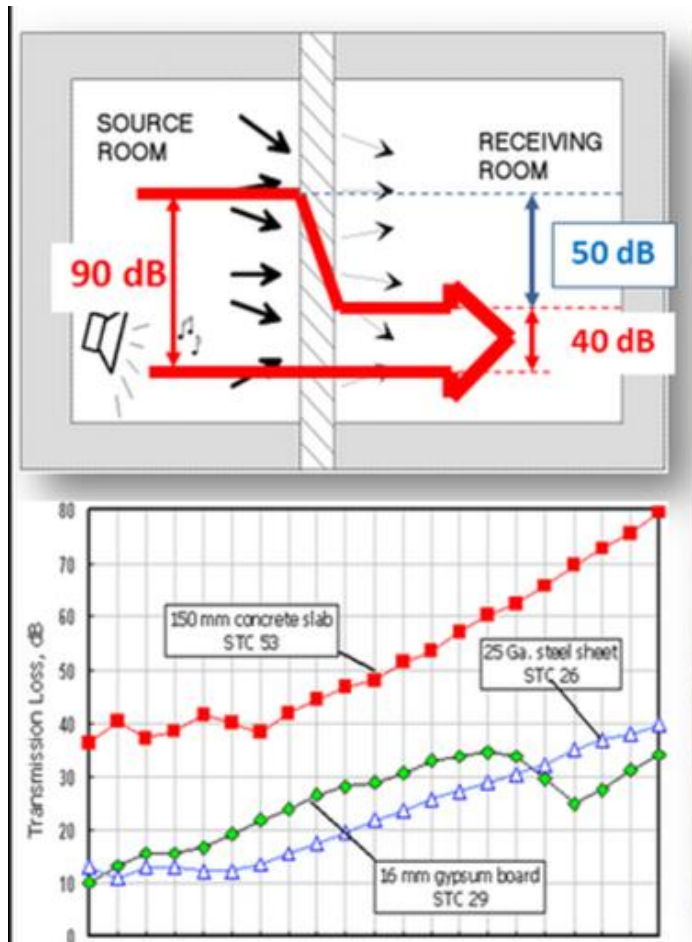 SOURCE
ROOM
RECEIVING
ROOM
90 dB
50 dB
40 dB
80
70
60
50
40
30
20
10
0
Transmission Loss, dB
150 mm concrete slab
STC 53
25 Ga. steel sheet
STC 26
16 mm gypsum board
STC 29